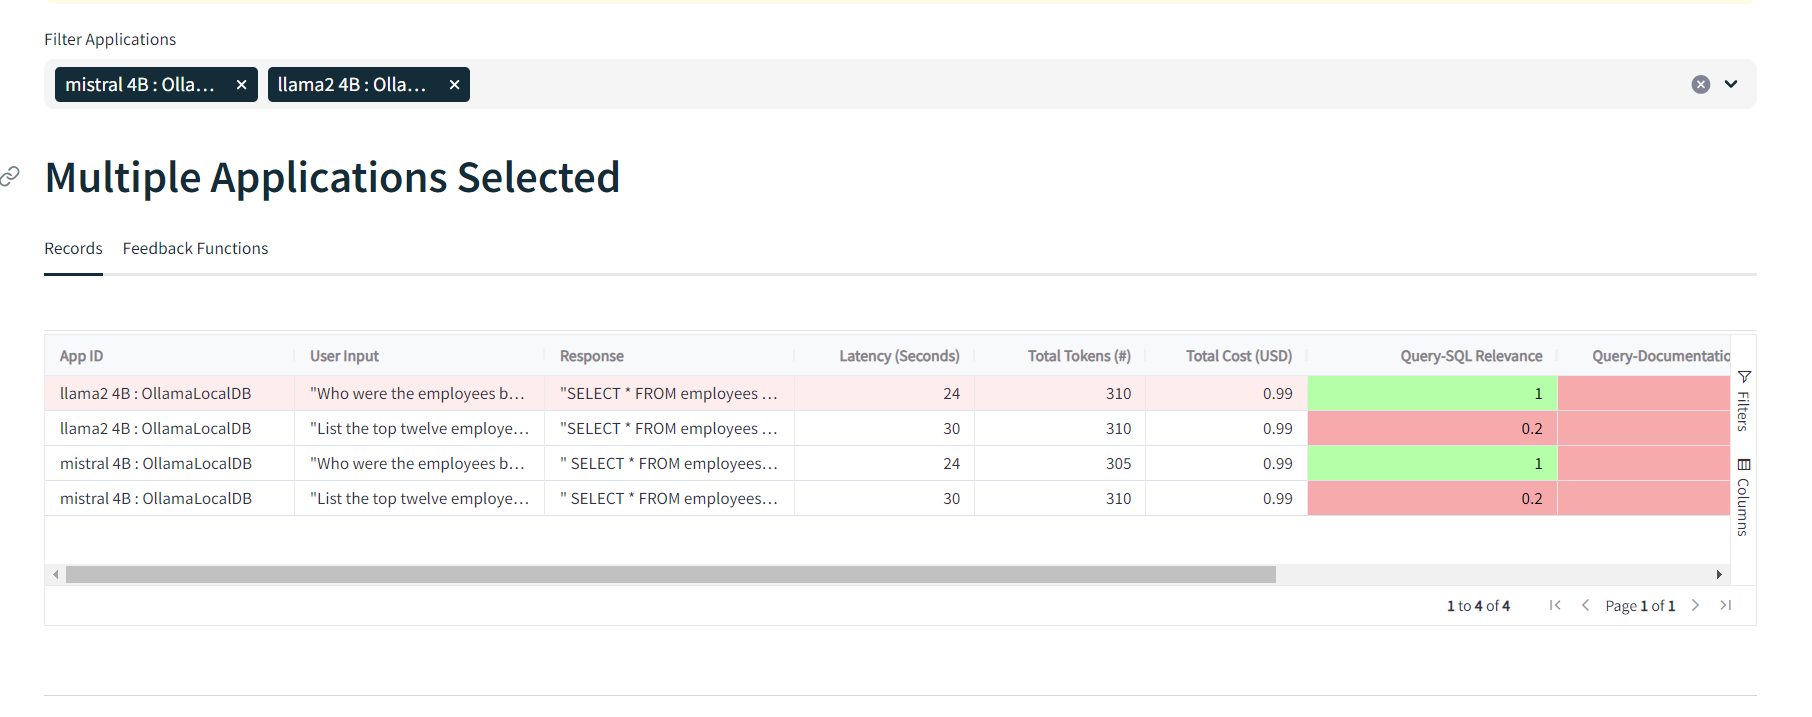 Filter Applications
mistral 4B : Olla... llama2 4B : Olla...
Multiple Applications Selected
Records Feedback Functions
App ID User Input Response Latency (Seconds) Total Tokens (#) Total Cost (USD) Query-SQL Relevance Query-Documentatio
llama2 4B : OllamaLocalDB "Who were the employees b... "SELECT * FROM employees ... 24 310 0.99 1
llama2 4B : OllamaLocalDB "List the top twelve employe... "SELECT * FROM employees ... 30 310 0.99 0.2
mistral 4B : OllamaLocalDB "Who were the employees b... " SELECT * FROM employees... 24 305 0.99 1
mistral 4B : OllamaLocalDB "List the top twelve employe... " SELECT * FROM employees... 30 310 0.99 0.2
Filters
Columns
1 to 4 of 4 Page 1 of 1